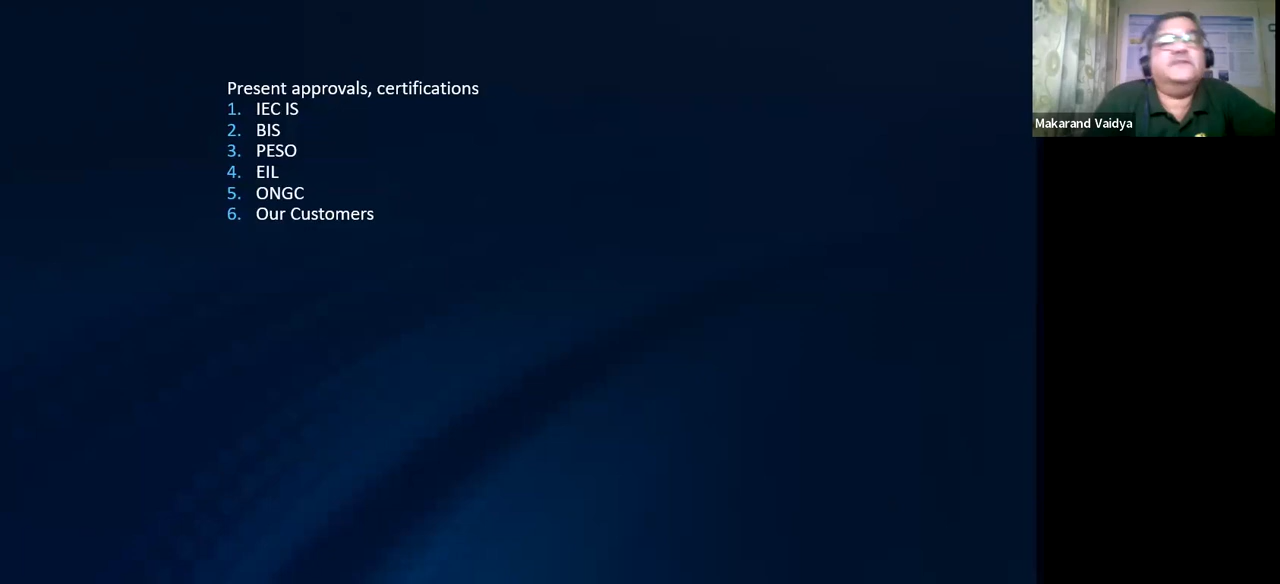 Present approvals, certifications
1. IEC IS
2. BIS
3. PESO
4. EIL
5. ONGC
6. Our Customers
Makarand Vaidya